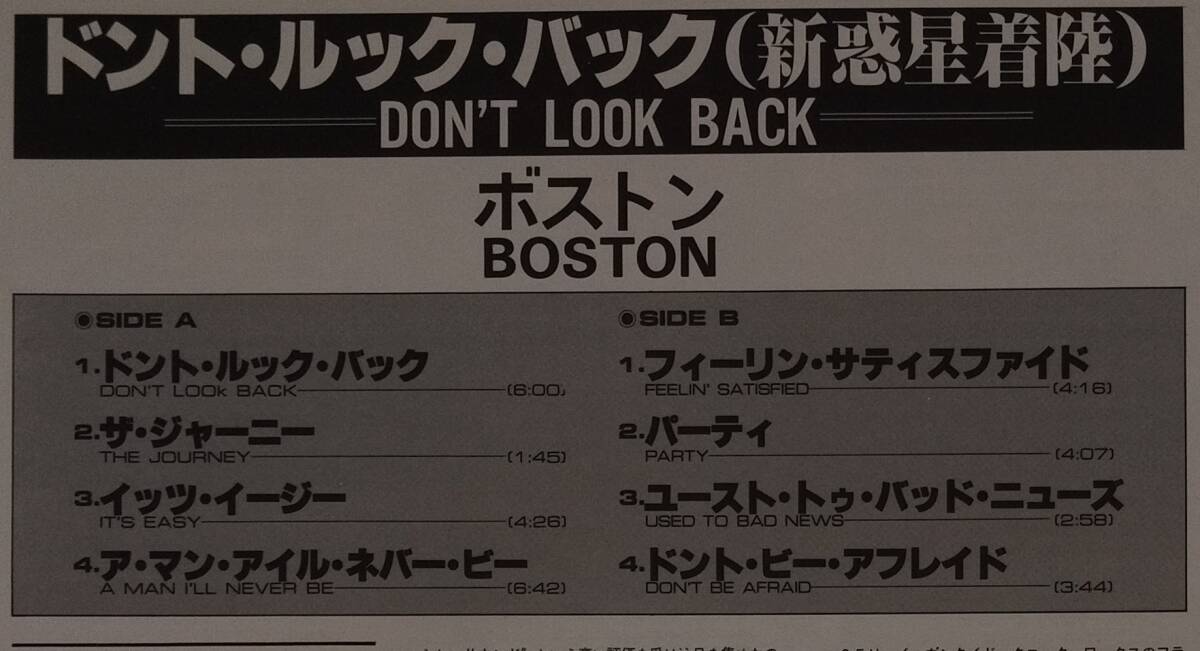 ドント・ルック・バック(新惑星着陸)
DON'T LOOK BACK
ボストン
BOSTON
◉SIDE A
1.ドント・ルック・バック
DON'T LOOk BACK (6:00)
2.ザ・ジャーニー
THE JOURNEY (1:45)
3.イッツ・イージー
IT'S EASY (4:26)
4.ア・マン・アイル・ネバー・ビー
A MAN I'LL NEVER BE (6:42)
◉SIDE B
1.フィーリン・サティスファイド
FEELIN' SATISFIED (4:16)
2.パーティ
PARTY (4:07)
3.ユースト・トゥ・バッド・ニューズ
USED TO BAD NEWS (2:58)
4.ドント・ビー・アフレイド
DON'T BE AFRAID (3:44)